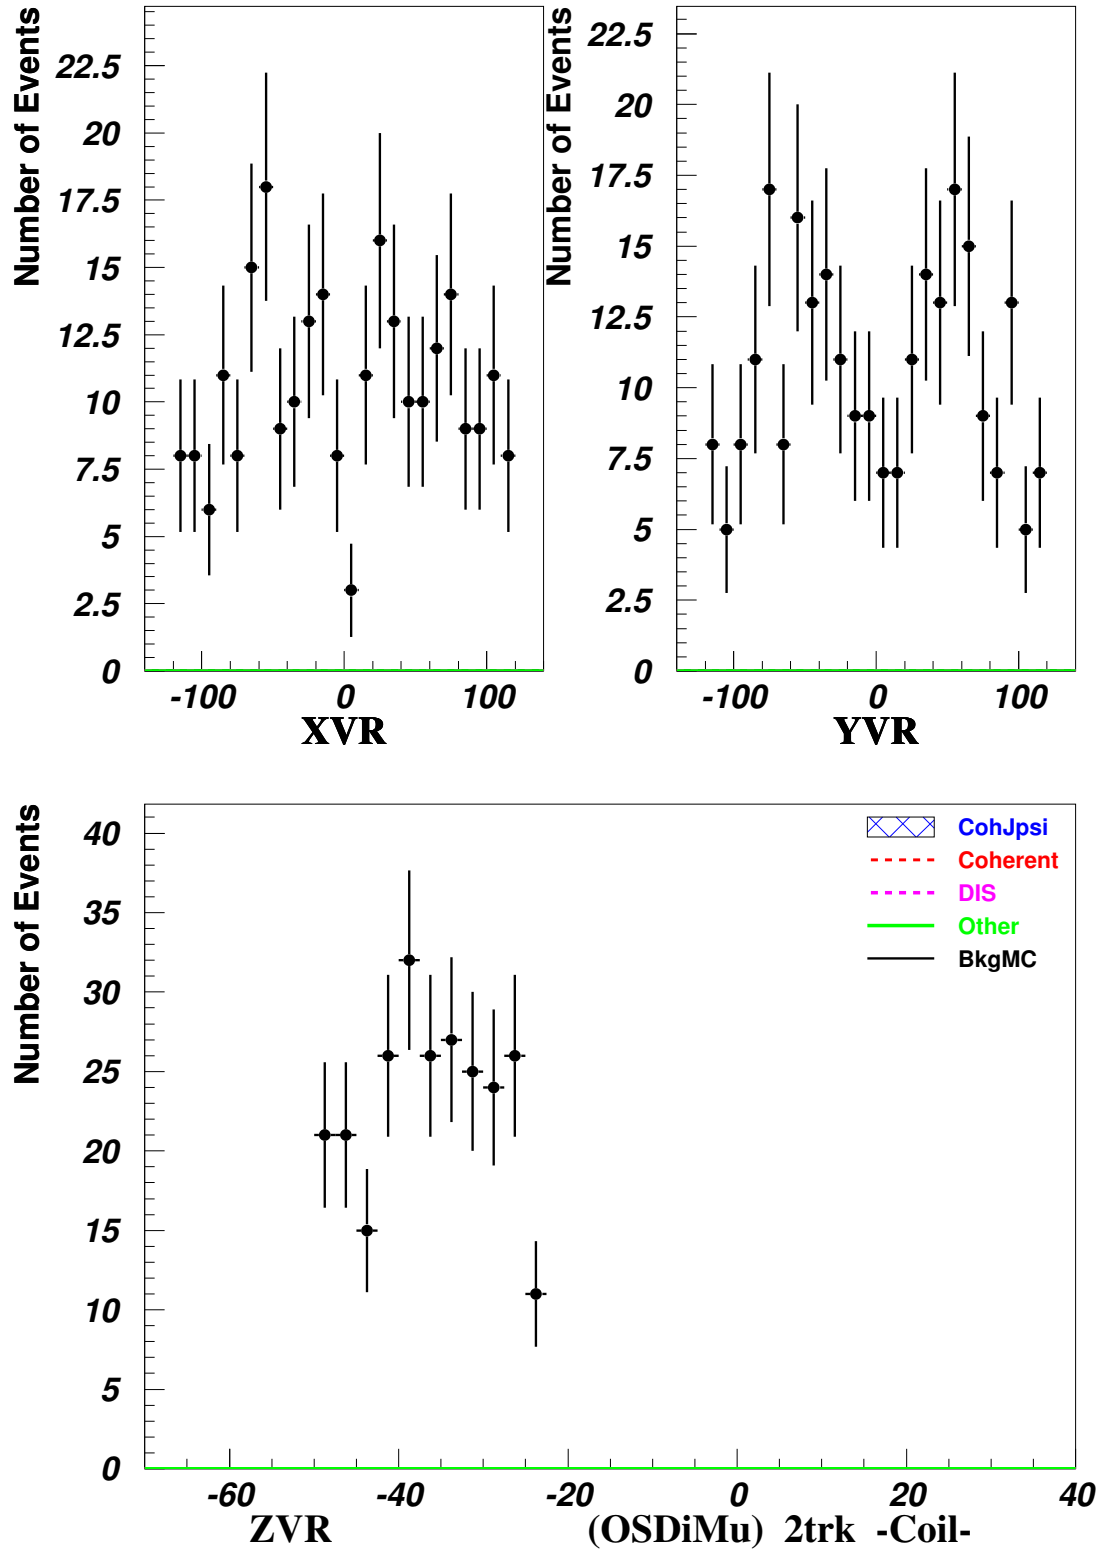 Number of Events
22.5
20
17.5
15
12.5
10
7.5
5
2.5
0
-100 0 100
XVR
Number of Events
22.5
20
17.5
15
12.5
10
7.5
5
2.5
0
-100 0 100
YVR
Number of Events
40
35
30
25
20
15
10
5
0
-60 -40 -20 0 20 40
ZVR (OSDiMu) 2trk -Coil-
CohJpsi
Coherent
DIS
Other
BkgMC